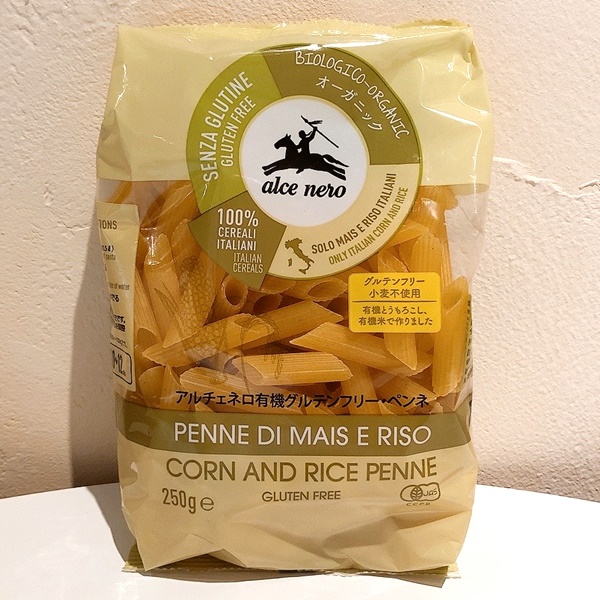 SENZA GLUTINE
GLUTEN FREE
BIOLOGICO-ORGANIC
オーガニック
alce nero
100%
CEREALI
ITALIANI
ITALIAN
CEREALS
SOLO MAIS E RISO ITALIANI
ONLY ITALIAN CORN AND RICE
グルテンフリー
小麦不使用
有機とうもろこし、
有機米で作りました
アルチェネロ有機グルテンフリー・ペンネ
PENNE DI MAIS E RISO
CORN AND RICE PENNE
250g e
GLUTEN FREE
JAS